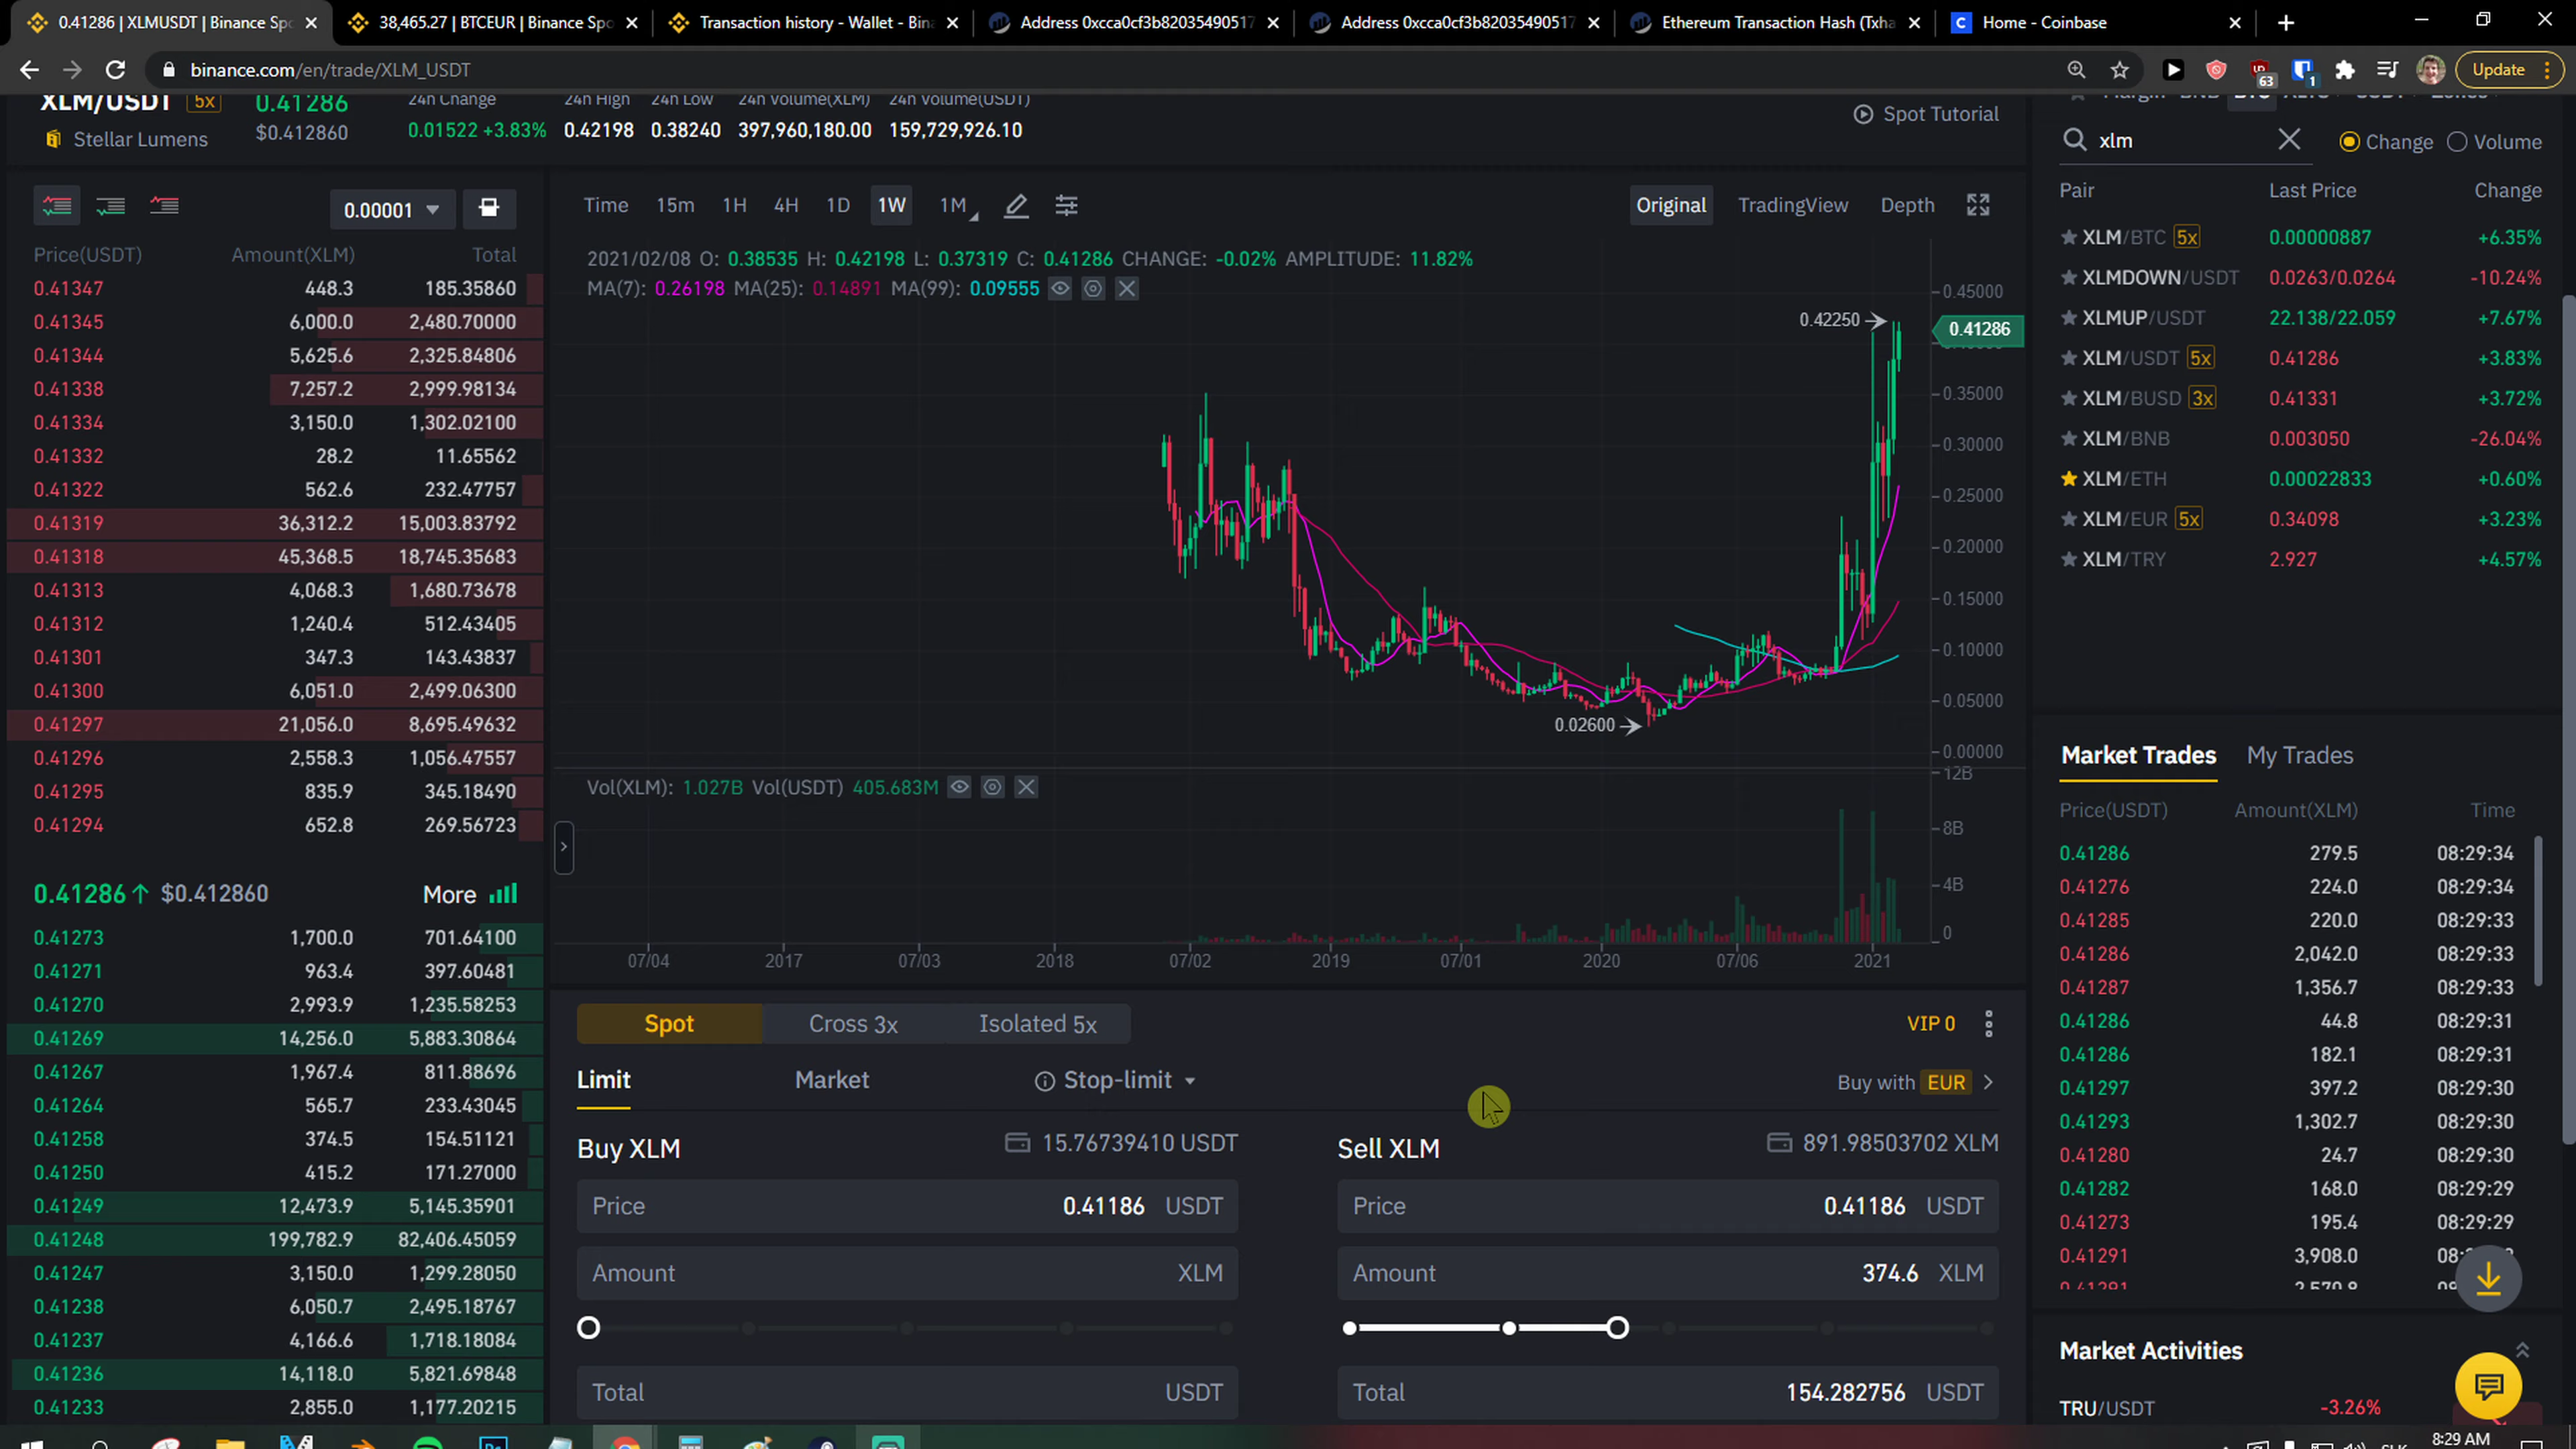 0.41286 | XLMUSDT | Binance Spo
38,465.27 | BTCEUR | Binance Spo
Transaction history - Wallet - Bina
Address 0xcca0cf3b82035490517
Address 0xcca0cf3b82035490517
Ethereum Transaction Hash (Txha
Home - Coinbase
binance.com/en/trade/XLM_USDT
63
1
Update
XLM/USDT 5x 0.41286
Stellar Lumens $0.412860
24h Change 24h High 24h Low 24h Volume(XLM) 24h Volume(USDT)
0.01522 +3.83% 0.42198 0.38240 397,960,180.00 159,729,926.10
Spot Tutorial
0.00001
Price(USDT) Amount(XLM) Total
0.41347 448.3 185.35860
0.41345 6,000.0 2,480.70000
0.41344 5,625.6 2,325.84806
0.41338 7,257.2 2,999.98134
0.41334 3,150.0 1,302.02100
0.41332 28.2 11.65562
0.41322 562.6 232.47757
0.41319 36,312.2 15,003.83792
0.41318 45,368.5 18,745.35683
0.41313 4,068.3 1,680.73678
0.41312 1,240.4 512.43405
0.41301 347.3 143.43837
0.41300 6,051.0 2,499.06300
0.41297 21,056.0 8,695.49632
0.41296 2,558.3 1,056.47557
0.41295 835.9 345.18490
0.41294 652.8 269.56723
0.41286 $0.412860 More
0.41273 1,700.0 701.64100
0.41271 963.4 397.60481
0.41270 2,993.9 1,235.58253
0.41269 14,256.0 5,883.30864
0.41267 1,967.4 811.88696
0.41264 565.7 233.43045
0.41258 374.5 154.51121
0.41250 415.2 171.27000
0.41249 12,473.9 5,145.35901
0.41248 199,782.9 82,406.45059
0.41247 3,150.0 1,299.28050
0.41238 6,050.7 2,495.18767
0.41237 4,166.6 1,718.18084
0.41236 14,118.0 5,821.69848
0.41233 2,855.0 1,177.20215
Time 15m 1H 4H 1D 1W 1M
Original TradingView Depth
2021/02/08 O: 0.38535 H: 0.42198 L: 0.37319 C: 0.41286 CHANGE: -0.02% AMPLITUDE: 11.82%
MA(7): 0.26198 MA(25): 0.14891 MA(99): 0.09555
0.45000
0.42250
0.41286
0.35000
0.30000
0.25000
0.20000
0.15000
0.10000
0.05000
0.02600
0.00000
Vol(XLM): 1.027B Vol(USDT) 405.683M
12B
8B
4B
0
07/04 2017 07/03 2018 07/02 2019 07/01 2020 07/06 2021
Spot Cross 3x Isolated 5x
VIP 0
Limit Market Stop-limit
Buy with EUR
Buy XLM 15.76739410 USDT
Price 0.41186 USDT
Amount XLM
Total USDT
Sell XLM 891.98503702 XLM
Price 0.41186 USDT
Amount 374.6 XLM
Total 154.282756 USDT
xlm
Change Volume
Pair Last Price Change
XLM/BTC 5x 0.00000887 +6.35%
XLMDOWN/USDT 0.0263/0.0264 -10.24%
XLMUP/USDT 22.138/22.059 +7.67%
XLM/USDT 5x 0.41286 +3.83%
XLM/BUSD 3x 0.41331 +3.72%
XLM/BNB 0.003050 -26.04%
XLM/ETH 0.00022833 +0.60%
XLM/EUR 5x 0.34098 +3.23%
XLM/TRY 2.927 +4.57%
Market Trades My Trades
Price(USDT) Amount(XLM) Time
0.41286 279.5 08:29:34
0.41276 224.0 08:29:34
0.41285 220.0 08:29:33
0.41286 2,042.0 08:29:33
0.41287 1,356.7 08:29:33
0.41286 44.8 08:29:31
0.41286 182.1 08:29:31
0.41297 397.2 08:29:30
0.41293 1,302.7 08:29:30
0.41280 24.7 08:29:30
0.41282 168.0 08:29:29
0.41273 195.4 08:29:29
0.41291 3,908.0
Market Activities
TRU/USDT -3.26%
8:29 AM